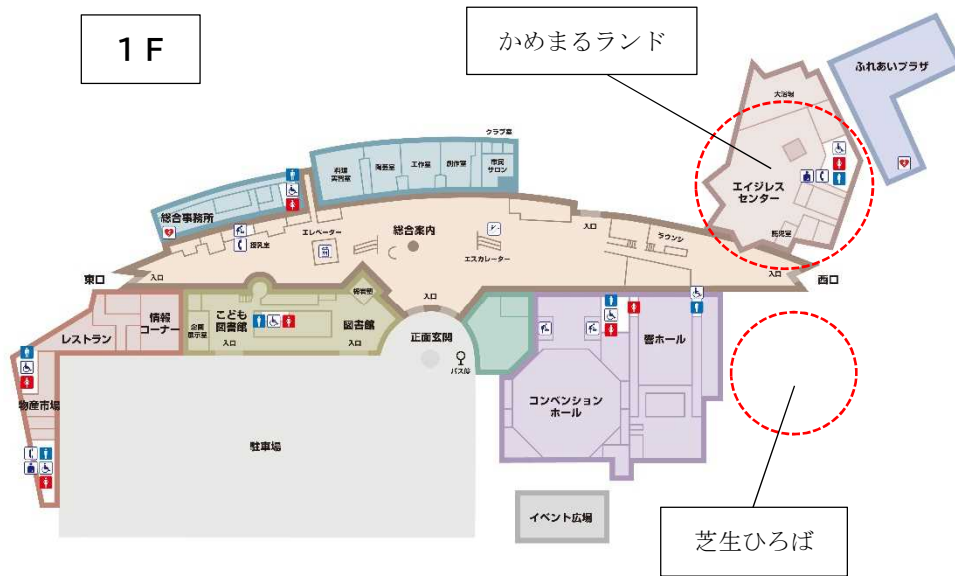 1F
かめまるランド
ふれあいプラザ
大浴場
エイジレス
センター
クラブ室
料理
実習室
陶芸室
工作室
創作室
市民
サロン
総合事務所
授乳室
エレベーター
総合案内
エスカレーター
入口
ラウンジ
入口
東口
入口
入口
西口
レストラン
情報
コーナー
企画
展示室
こども
図書館
入口
図書館
入口
正面玄関
バス停
響ホール
コンベンション
ホール
物産市場
駐車場
イベント広場
芝生ひろば